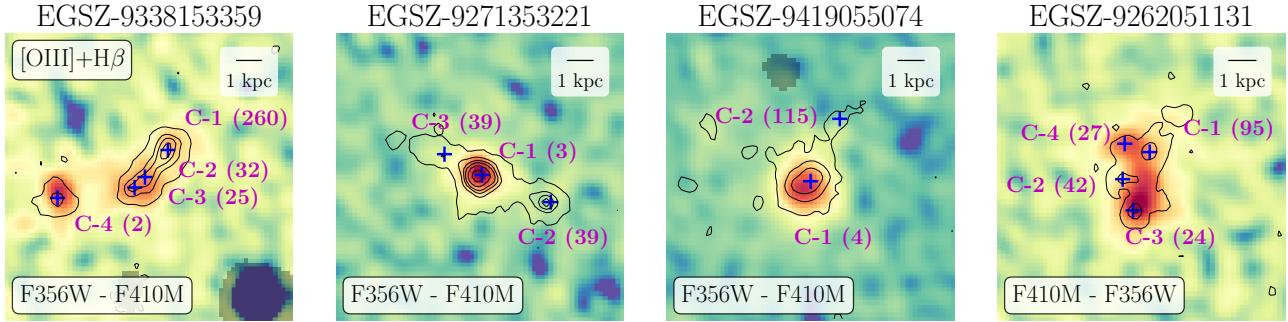 EGSZ-9338153359
[OIII]+Hβ
1 kpc
C-1 (260)
C-2 (32)
C-3 (25)
C-4 (2)
F356W - F410M
EGSZ-9271353221
1 kpc
C-3 (39)
C-1 (3)
C-2 (39)
F356W - F410M
EGSZ-9419055074
1 kpc
C-2 (115)
C-1 (4)
F356W - F410M
EGSZ-9262051131
1 kpc
C-4 (27)
C-1 (95)
C-2 (42)
C-3 (24)
F410M - F356W